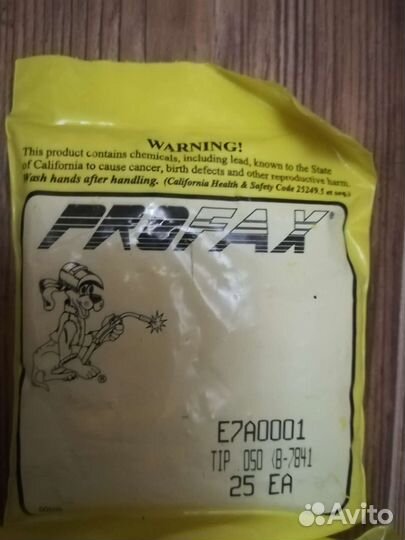 WARNING!
This product contains chemicals, including lead, known to the State
of California to cause cancer, birth defects and other reproductive harm.
Wash hands after handling. (California Health & Safety Code 25249.5 et seq.)
PROFAX®
®
E7A0001
TIP .050 (B-7841
25 EA
Avito